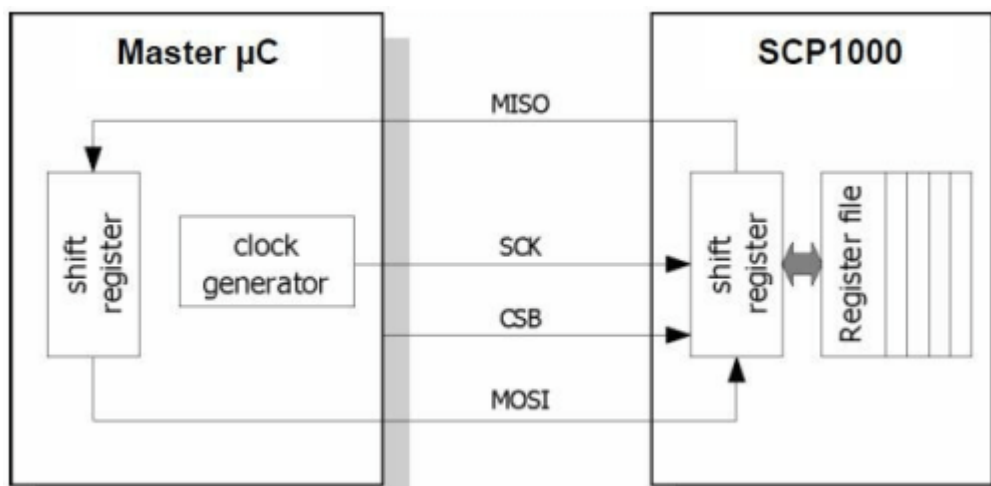 Master µC
SCP1000
MISO
shift
register
clock
generator
SCK
CSB
MOSI
shift
register
Register file